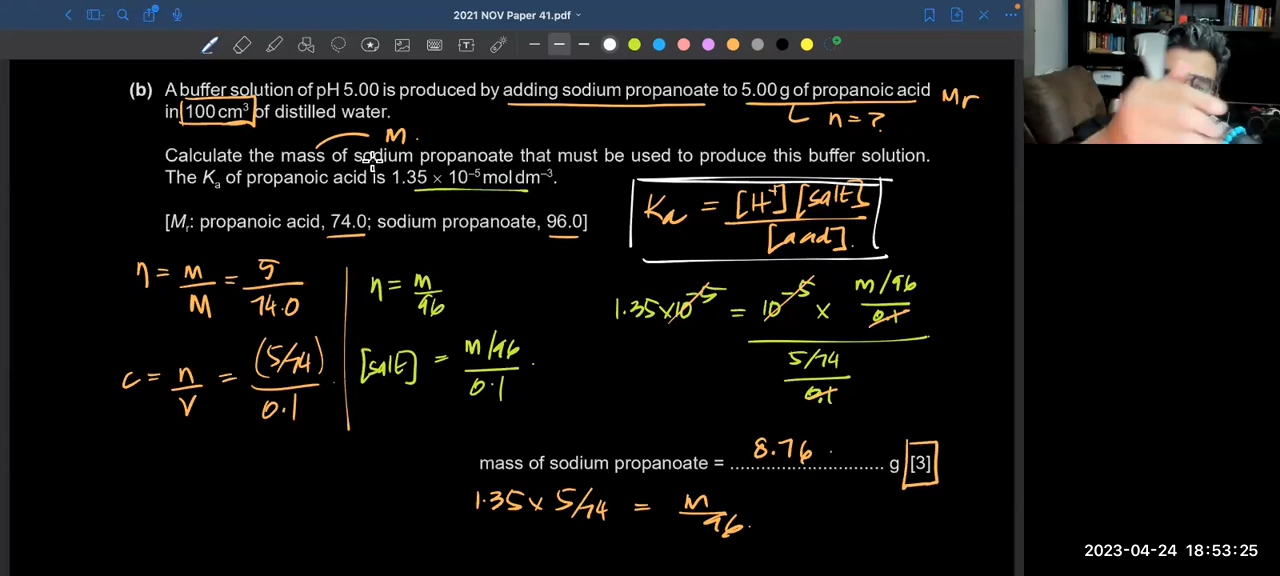 2021 NOV Paper 41.pdf
(b) A buffer solution of pH 5.00 is produced by adding sodium propanoate to 5.00 g of propanoic acid
Mr
in 100 cm³ of distilled water.
n = ?
M
Calculate the mass of sodium propanoate that must be used to produce this buffer solution.
The Kₐ of propanoic acid is 1.35 × 10⁻⁵ mol dm⁻³.
[Mᵣ: propanoic acid, 74.0; sodium propanoate, 96.0]
Ka = [H⁺][salt] / [acid]
n = m/M = 5/74.0
n = m/96
1.35×10⁻⁵ = 10⁻⁵ × (m/96)/0.1
(5/74)/0.1
c = n/v = (5/74)/0.1
[salt] = (m/96)/0.1
mass of sodium propanoate = 8.76 g [3]
1.35 × 5/74 = m/96
2023-04-24 18:53:25